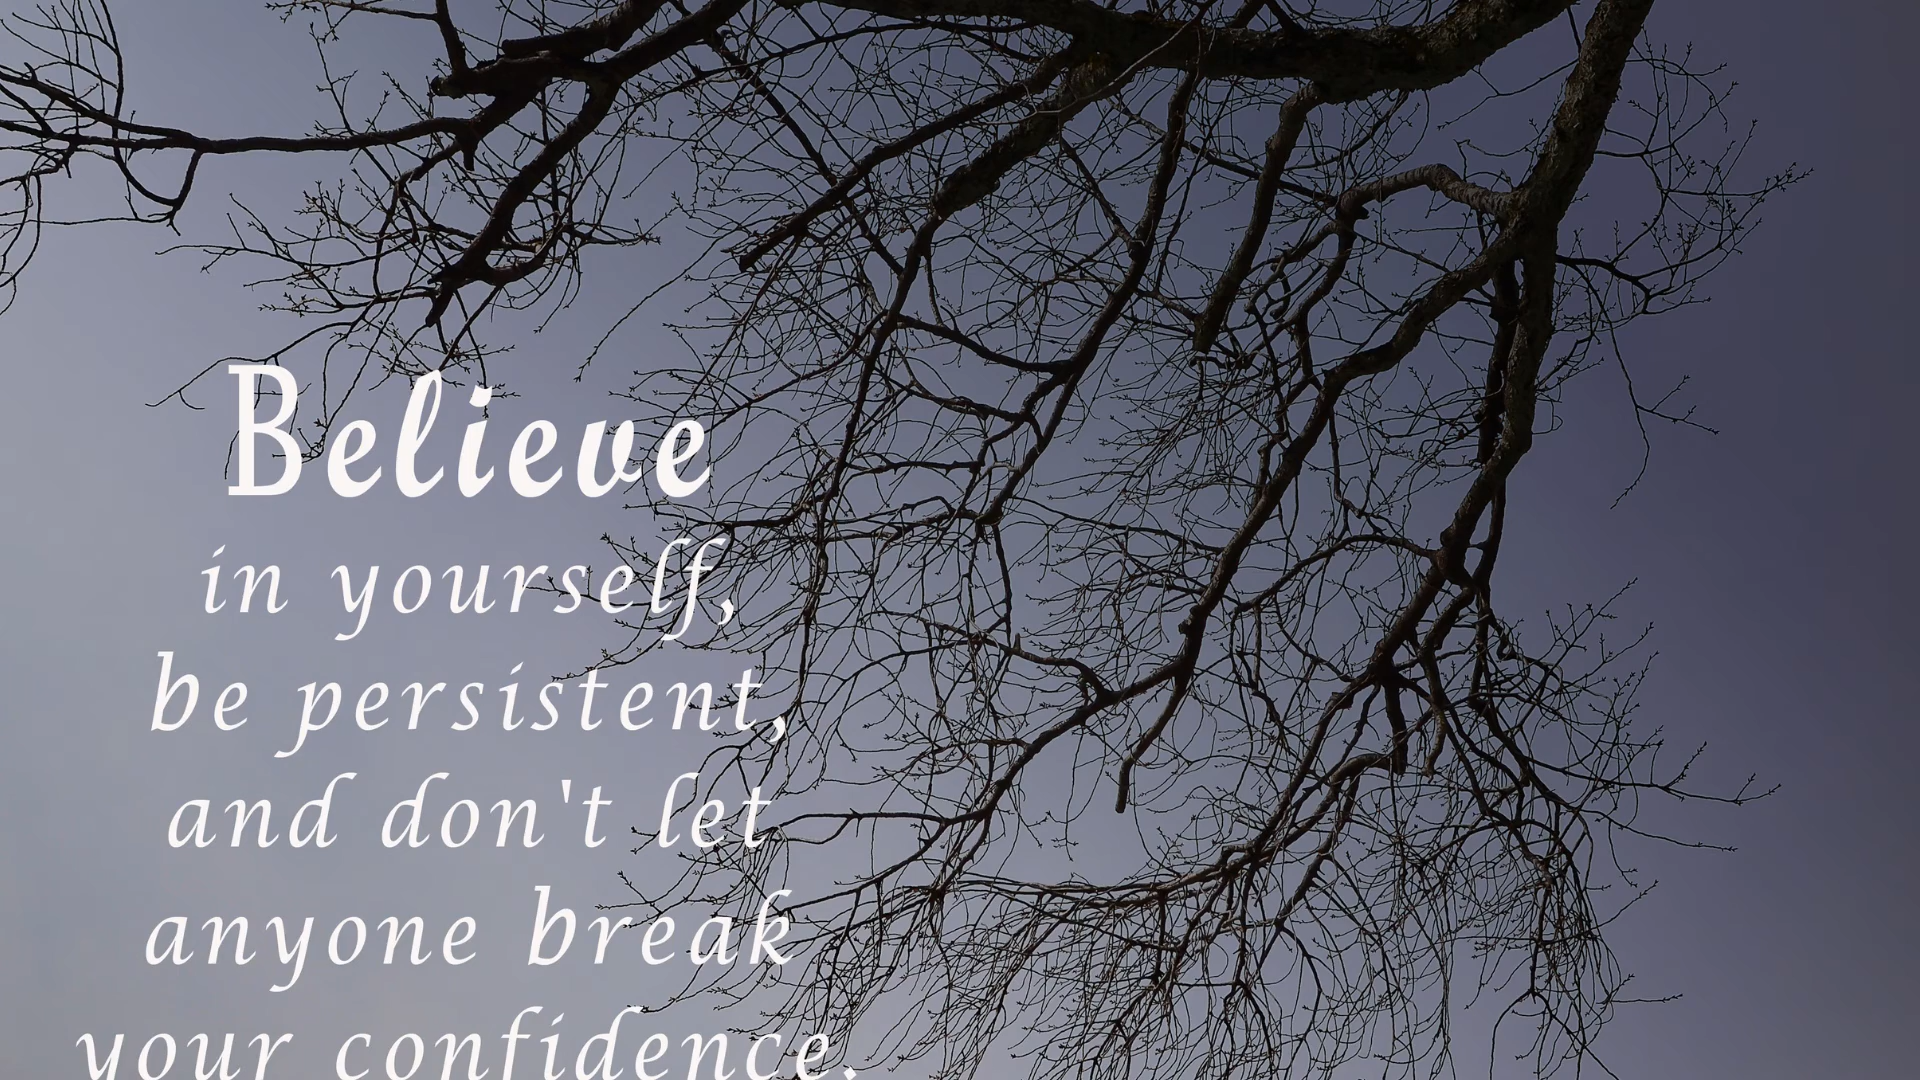 Believe
in yourself,
be persistent,
and don't let
anyone break
your confidence.